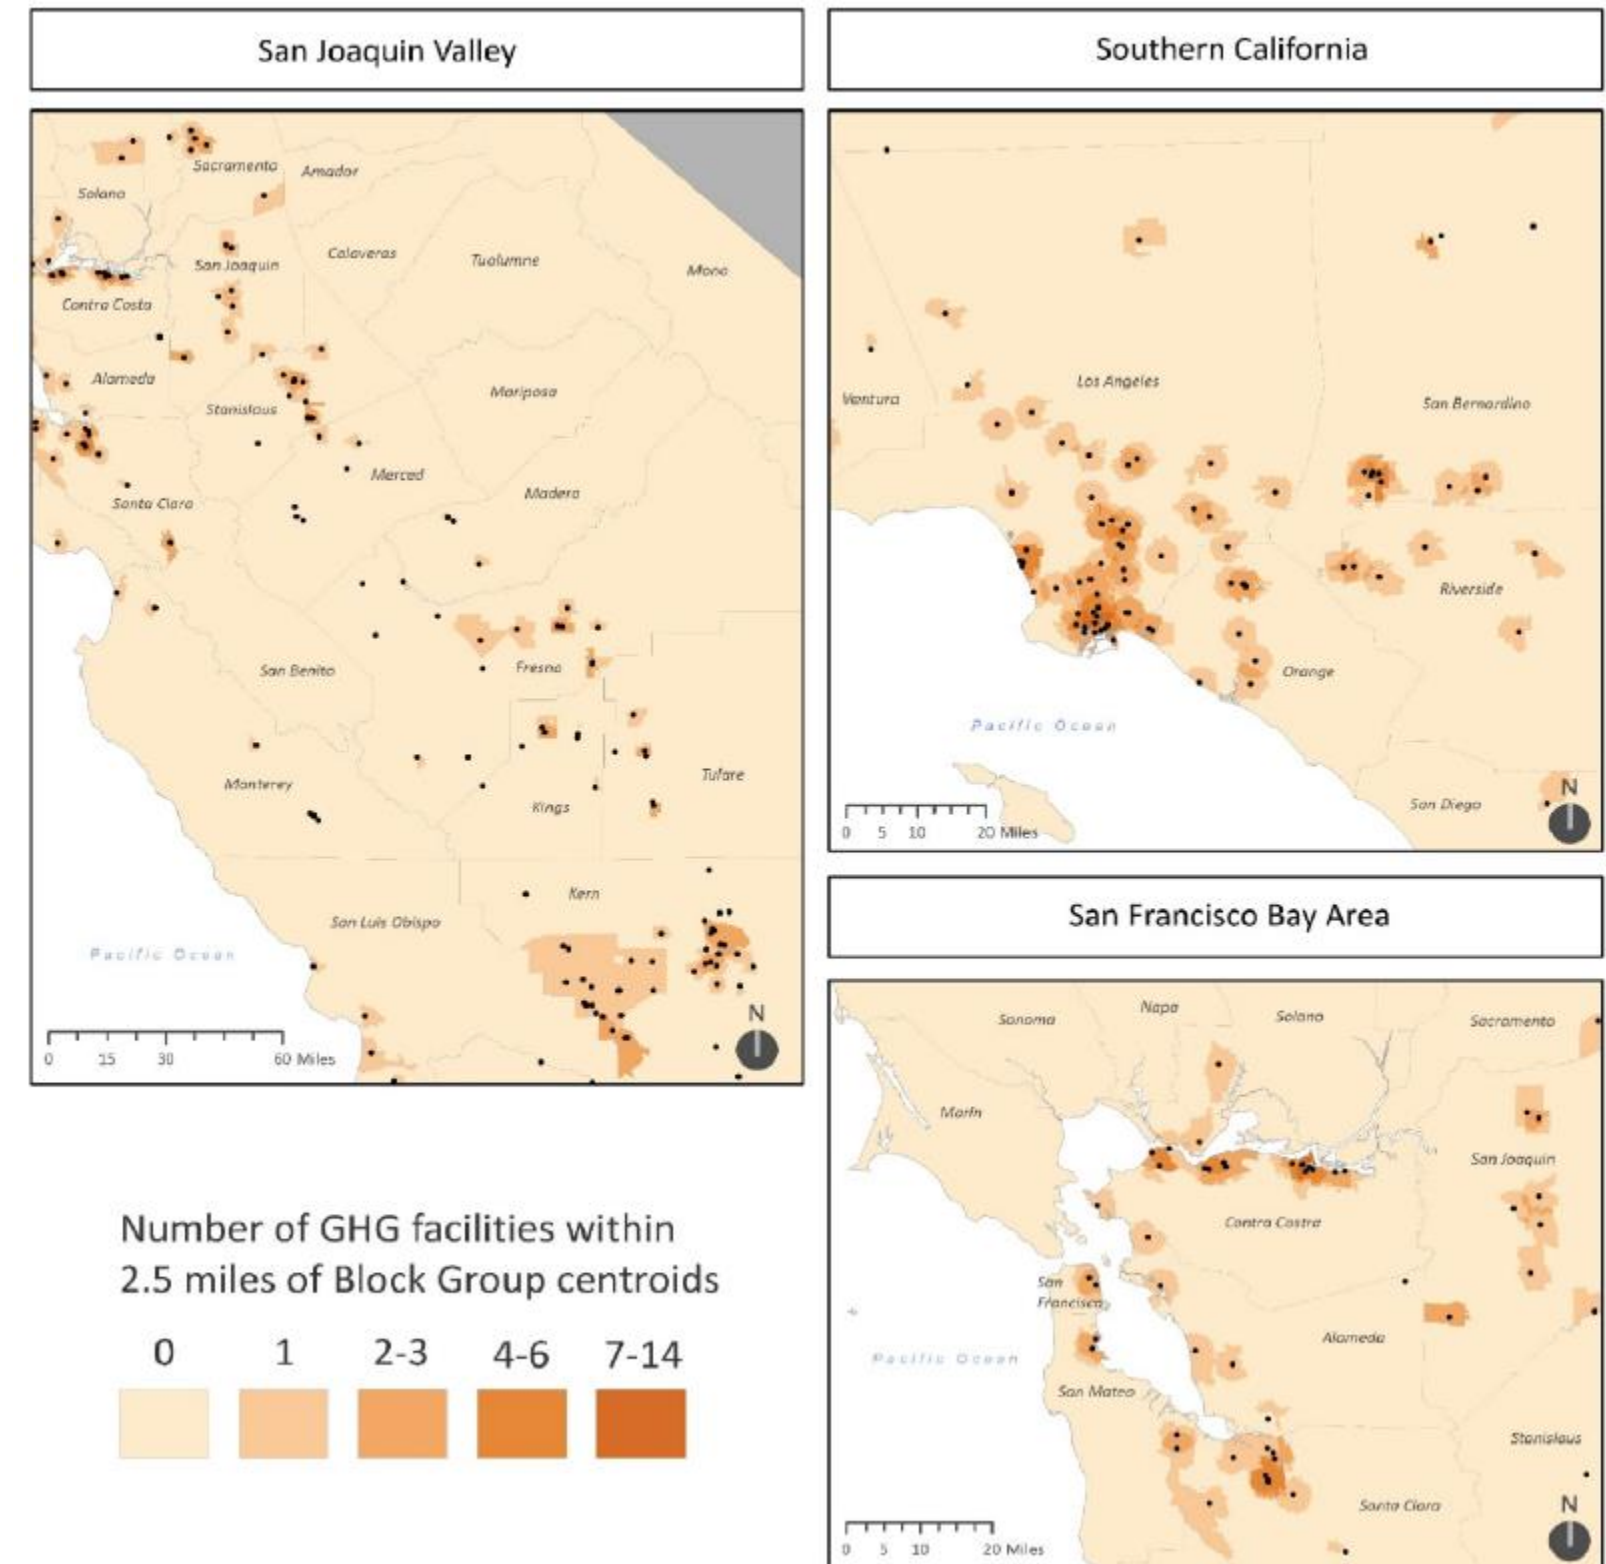 San Joaquin Valley
Sacramento
Amador
Solano
Calaveras
Tuolumne
San Joaquin
Mono
Contra Costa
Alameda
Mariposa
Stanislaus
Merced
Madera
Santa Clara
San Benito
Fresno
Monterey
Kings
Tulare
Kern
San Luis Obispo
Pacific Ocean
N
0 15 30 60 Miles
Number of GHG facilities within
2.5 miles of Block Group centroids
0 1 2-3 4-6 7-14
Southern California
Los Angeles
Ventura
San Bernardino
Riverside
Orange
Pacific Ocean
San Diego
N
0 5 10 20 Miles
San Francisco Bay Area
Napa
Sonoma
Solano
Sacramento
Marin
San Joaquin
Contra Costra
San
Francisco
Alameda
Pacific Ocean
San Mateo
Stanislaus
Santa Clara
N
0 5 10 20 Miles